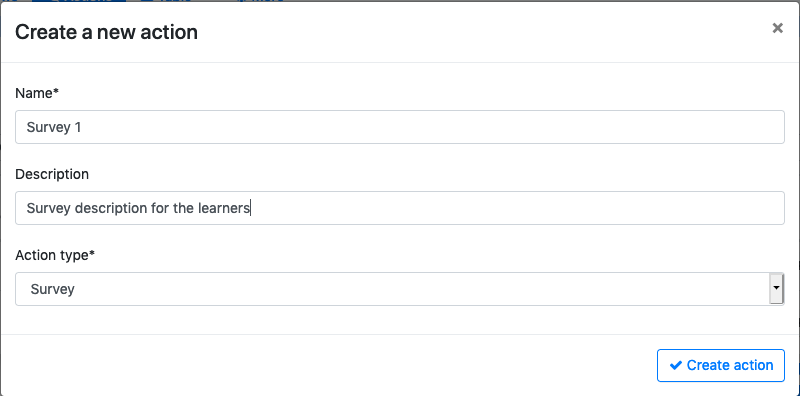 Create a new action
×
Name*
Survey 1
Description
Survey description for the learners
Action type*
Survey
Create action